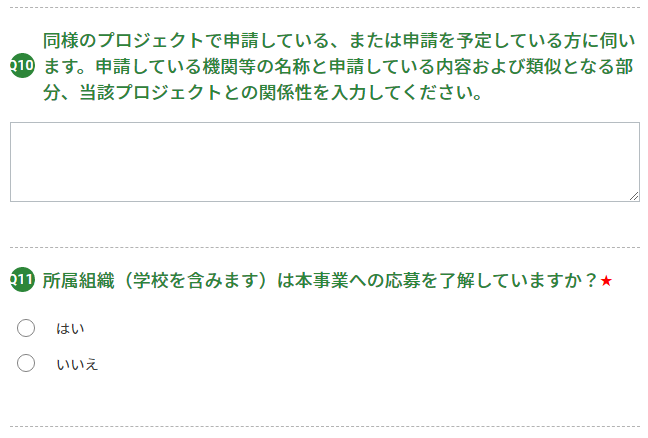 Q10 同様のプロジェクトで申請している、または申請を予定している方に伺い
ます。申請している機関等の名称と申請している内容および類似となる部
分、当該プロジェクトとの関係性を入力してください。
Q11 所属組織（学校を含みます）は本事業への応募を了解していますか？★
はい
いいえ